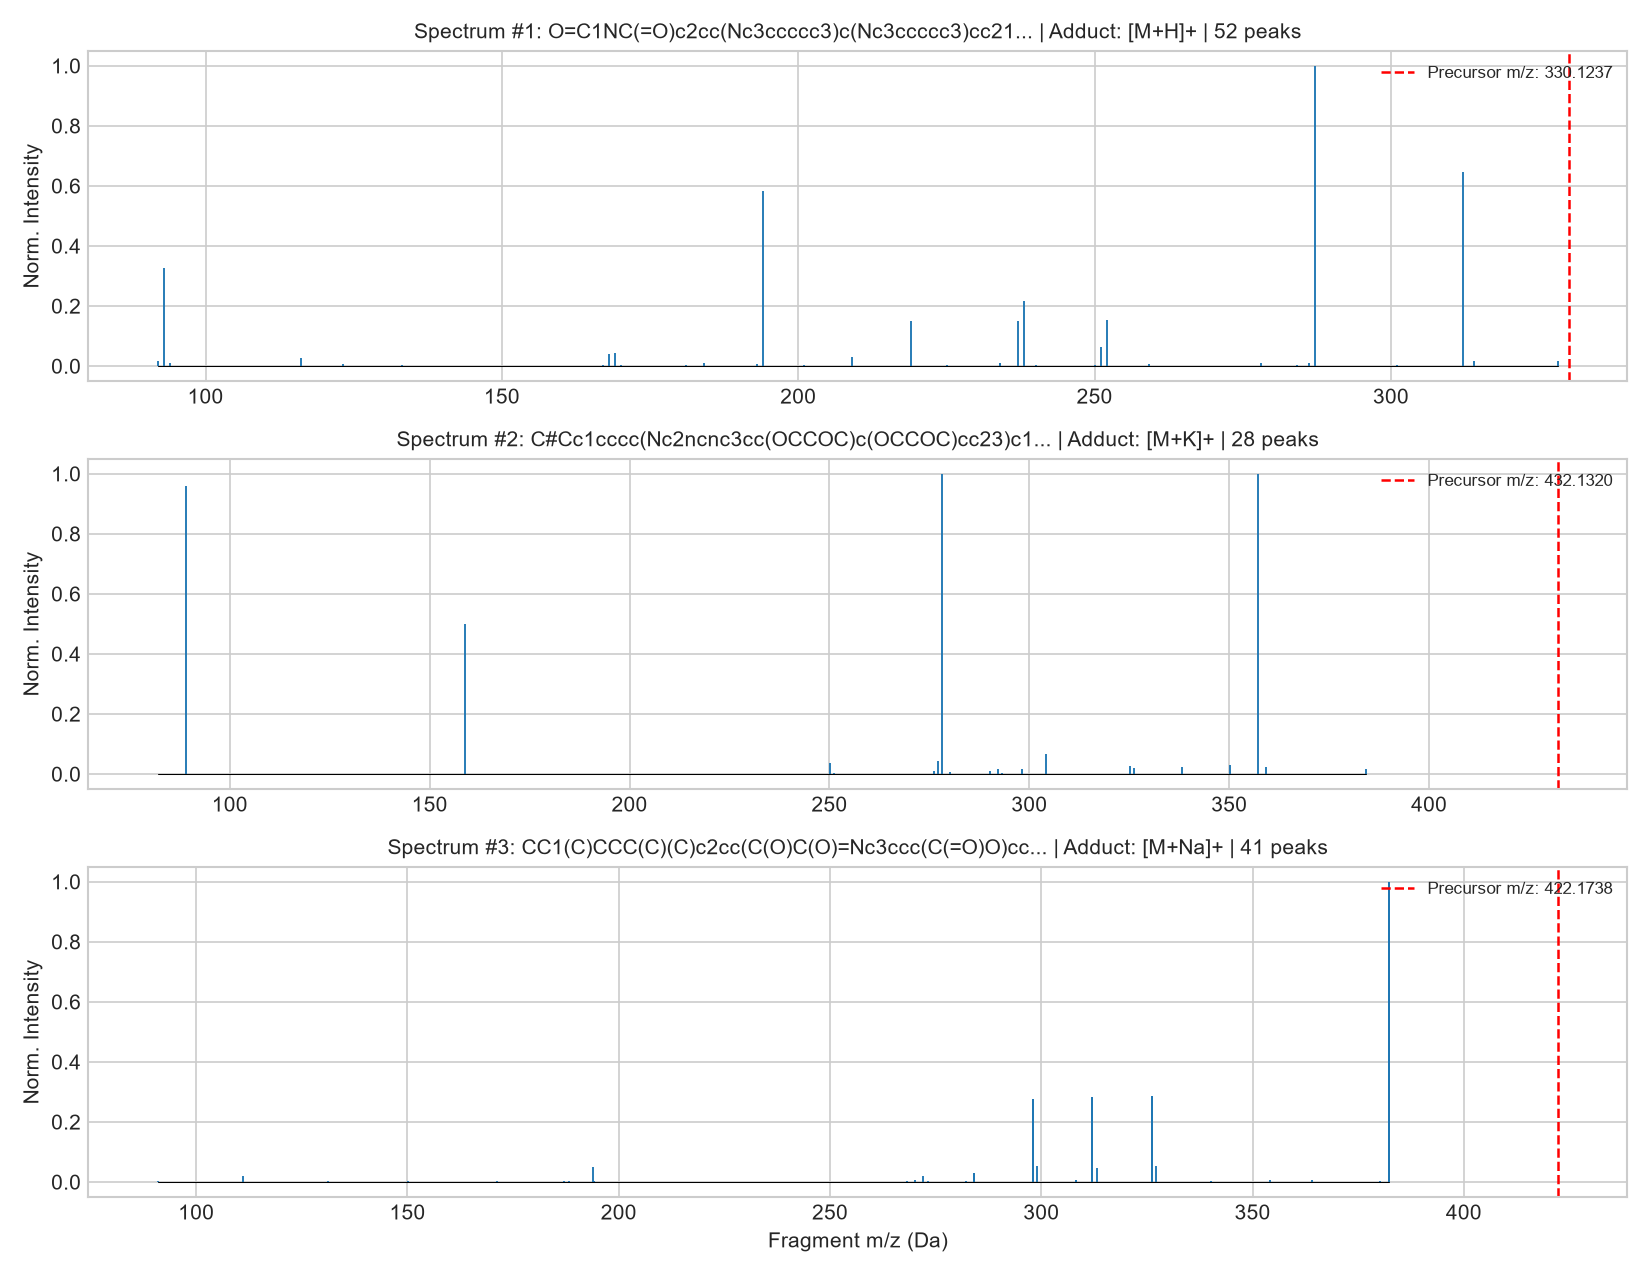 Spectrum #1: O=C1NC(=O)c2cc(Nc3ccccc3)c(Nc3ccccc3)cc21... | Adduct: [M+H]+ | 52 peaks
1.0
0.8
0.6
0.4
0.2
0.0
Norm. Intensity
Precursor m/z: 330.1237
100 150 200 250 300
Spectrum #2: C#Cc1cccc(Nc2ncnc3cc(OCCOC)c(OCCOC)cc23)c1... | Adduct: [M+K]+ | 28 peaks
1.0
0.8
0.6
0.4
0.2
0.0
Norm. Intensity
Precursor m/z: 432.1320
100 150 200 250 300 350 400
Spectrum #3: CC1(C)CCC(C)(C)c2cc(C(O)C(O)=Nc3ccc(C(=O)O)cc... | Adduct: [M+Na]+ | 41 peaks
1.0
0.8
0.6
0.4
0.2
0.0
Norm. Intensity
Precursor m/z: 422.1738
100 150 200 250 300 350 400
Fragment m/z (Da)